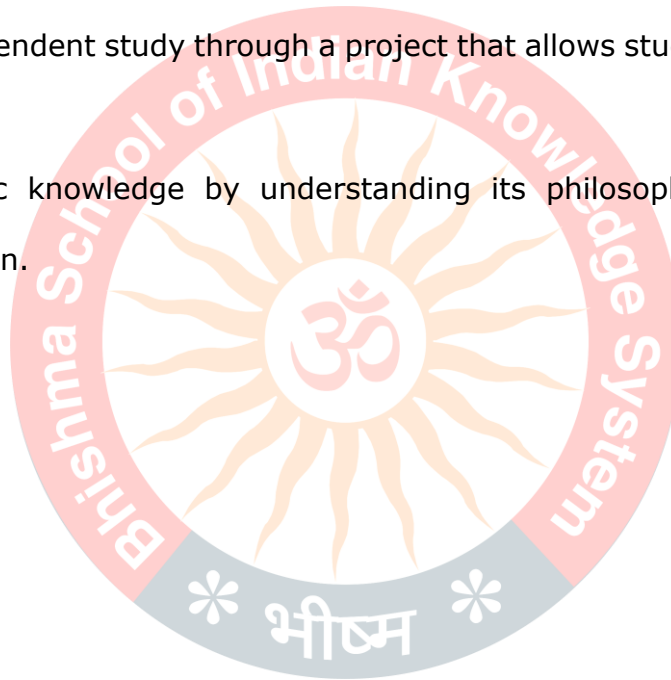 endent study through a project that allows stu
c knowledge by understanding its philosoph
n.
Bhishma School of Indian Knowledge System
ॐ
* भीष्म *